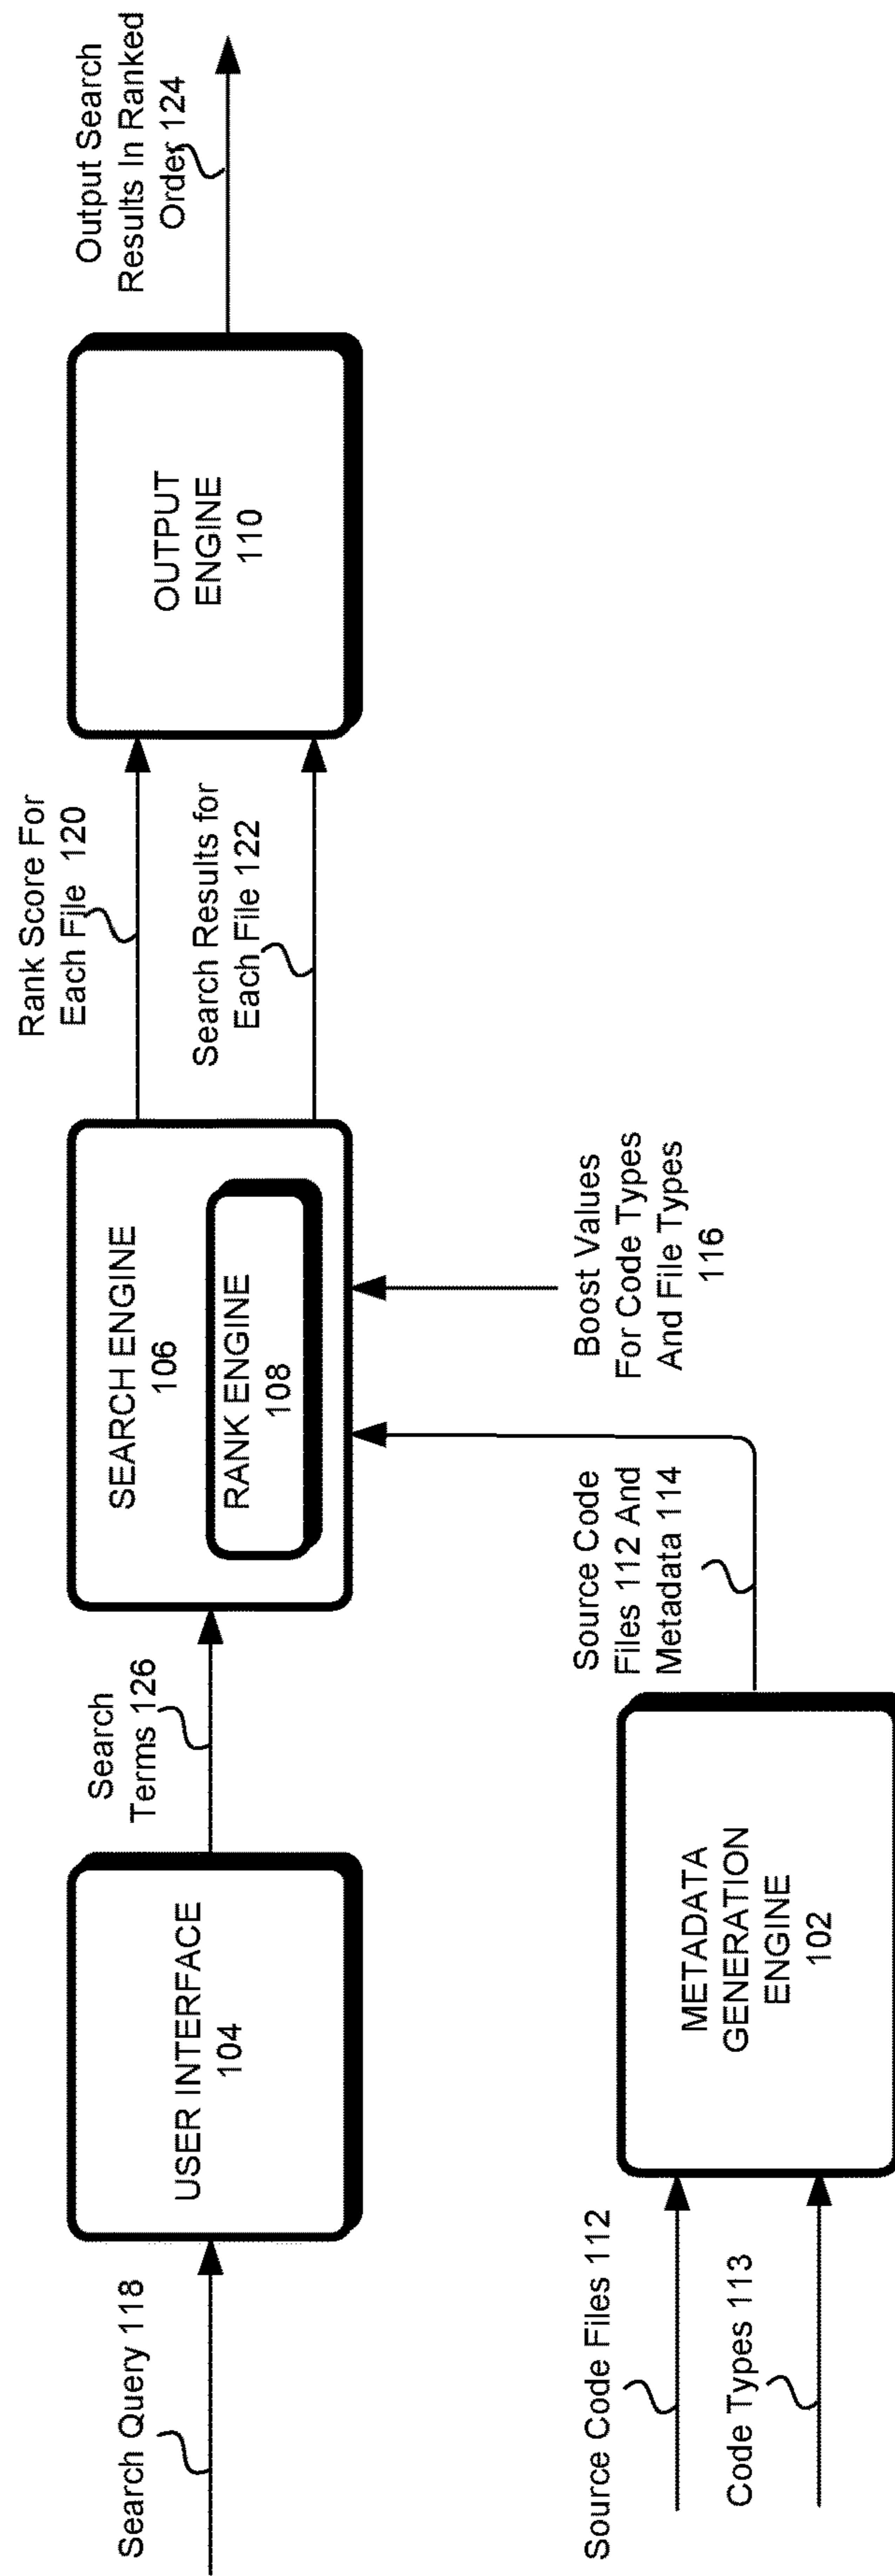 Search Query 118
USER INTERFACE
104
Search
Terms 126
SEARCH ENGINE
106
RANK ENGINE
108
Rank Score For
Each File 120
Search Results for
Each File 122
OUTPUT
ENGINE
110
Output Search
Results In Ranked
Order 124
Source Code Files 112
Code Types 113
METADATA
GENERATION
ENGINE
102
Source Code
Files 112 And
Metadata 114
Boost Values
For Code Types
And File Types
116